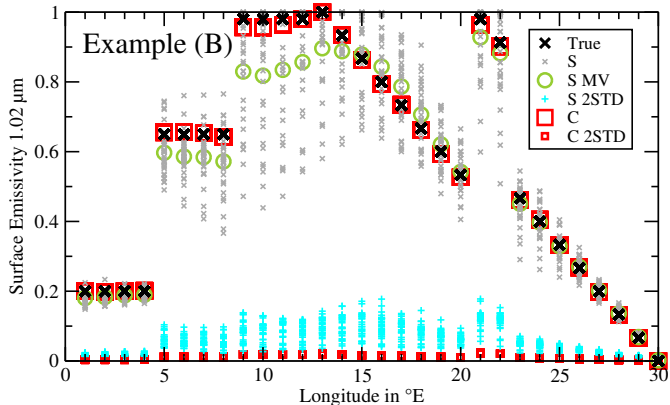 Example (B)
True
S
S MV
S 2STD
C
C 2STD
Surface Emissivity 1.02 µm
1
0.8
0.6
0.4
0.2
0
0 5 10 15 20 25 30
Longitude in °E